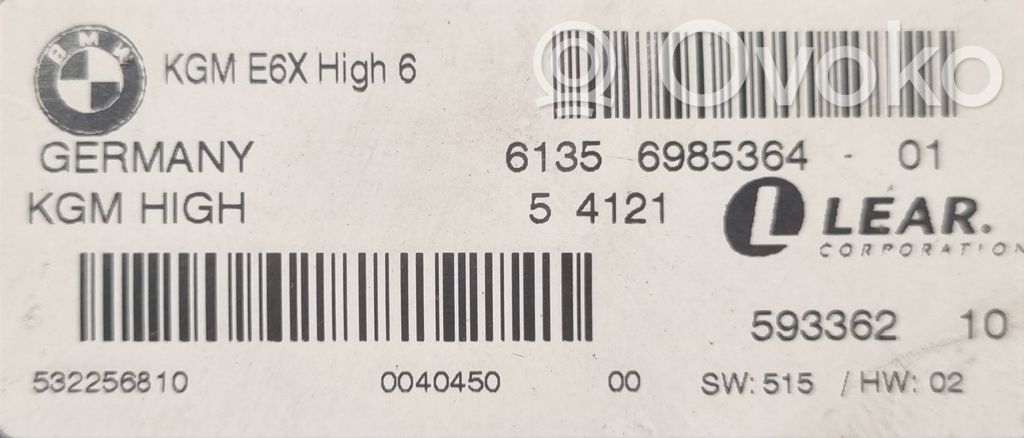 BMW
KGM E6X High 6
Ovoko
GERMANY 6135 6985364 - 01
KGM HIGH 5 4121
LEAR.
CORPORATION
593362 10
532256810 0040450 00 SW: 515 / HW: 02